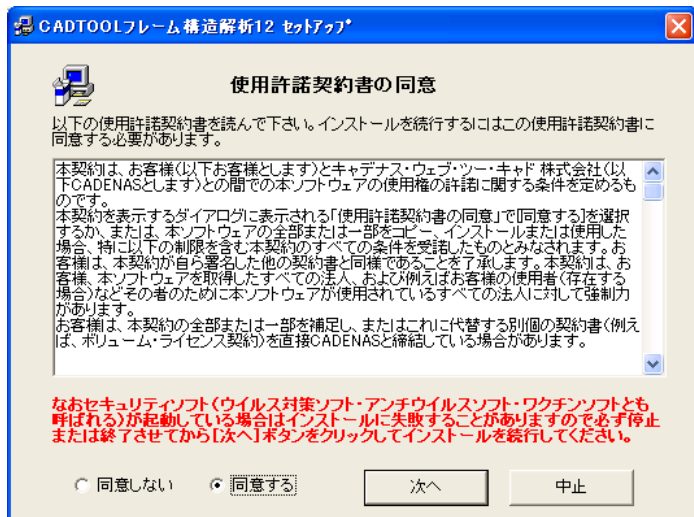 CADTOOLフレーム構造解析12 ｾｯﾄｱｯﾌﾟ
使用許諾契約書の同意
以下の使用許諾契約書を読んで下さい。インストールを続行するにはこの使用許諾契約書に
同意する必要があります。
本契約は、お客様(以下お客様とします)とキャデナス・ウェブ・ツー・キャド 株式会社(以
下CADENASとします)との間での本ソフトウェアの使用権の許諾に関する条件を定めるも
のです。
本契約を表示するダイアログに表示される「使用許諾契約書の同意」で[同意する]を選択
するか、または、本ソフトウェアの全部または一部をコピー、インストールまたは使用した
場合、特に以下の制限を含む本契約のすべての条件を受諾したものとみなされます。お
客様は、本契約が自ら署名した他の契約書と同様であることを了承します。本契約は、お
客様、本ソフトウェアを取得したすべての法人、および例えばお客様の使用者(存在する
場合)などその者のために本ソフトウェアが使用されているすべての法人に対して強制力
があります。
お客様は、本契約の全部または一部を補足し、またはこれに代替する別個の契約書(例え
ば、ボリューム・ライセンス契約)を直接CADENASと締結している場合があります。
なおセキュリティソフト(ウイルス対策ソフト・アンチウイルスソフト・ワクチンソフトとも
呼ばれる)が起動している場合はインストールに失敗することがありますので必ず停止
または終了させてから[次へ]ボタンをクリックしてインストールを続行してください。
同意しない 同意する 次へ 中止